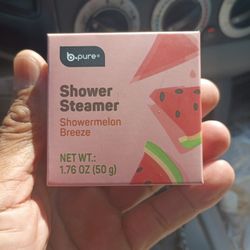 b.pure®
Shower
Steamer
Showermelon
Breeze
NET WT.:
1.76 OZ (50 g)